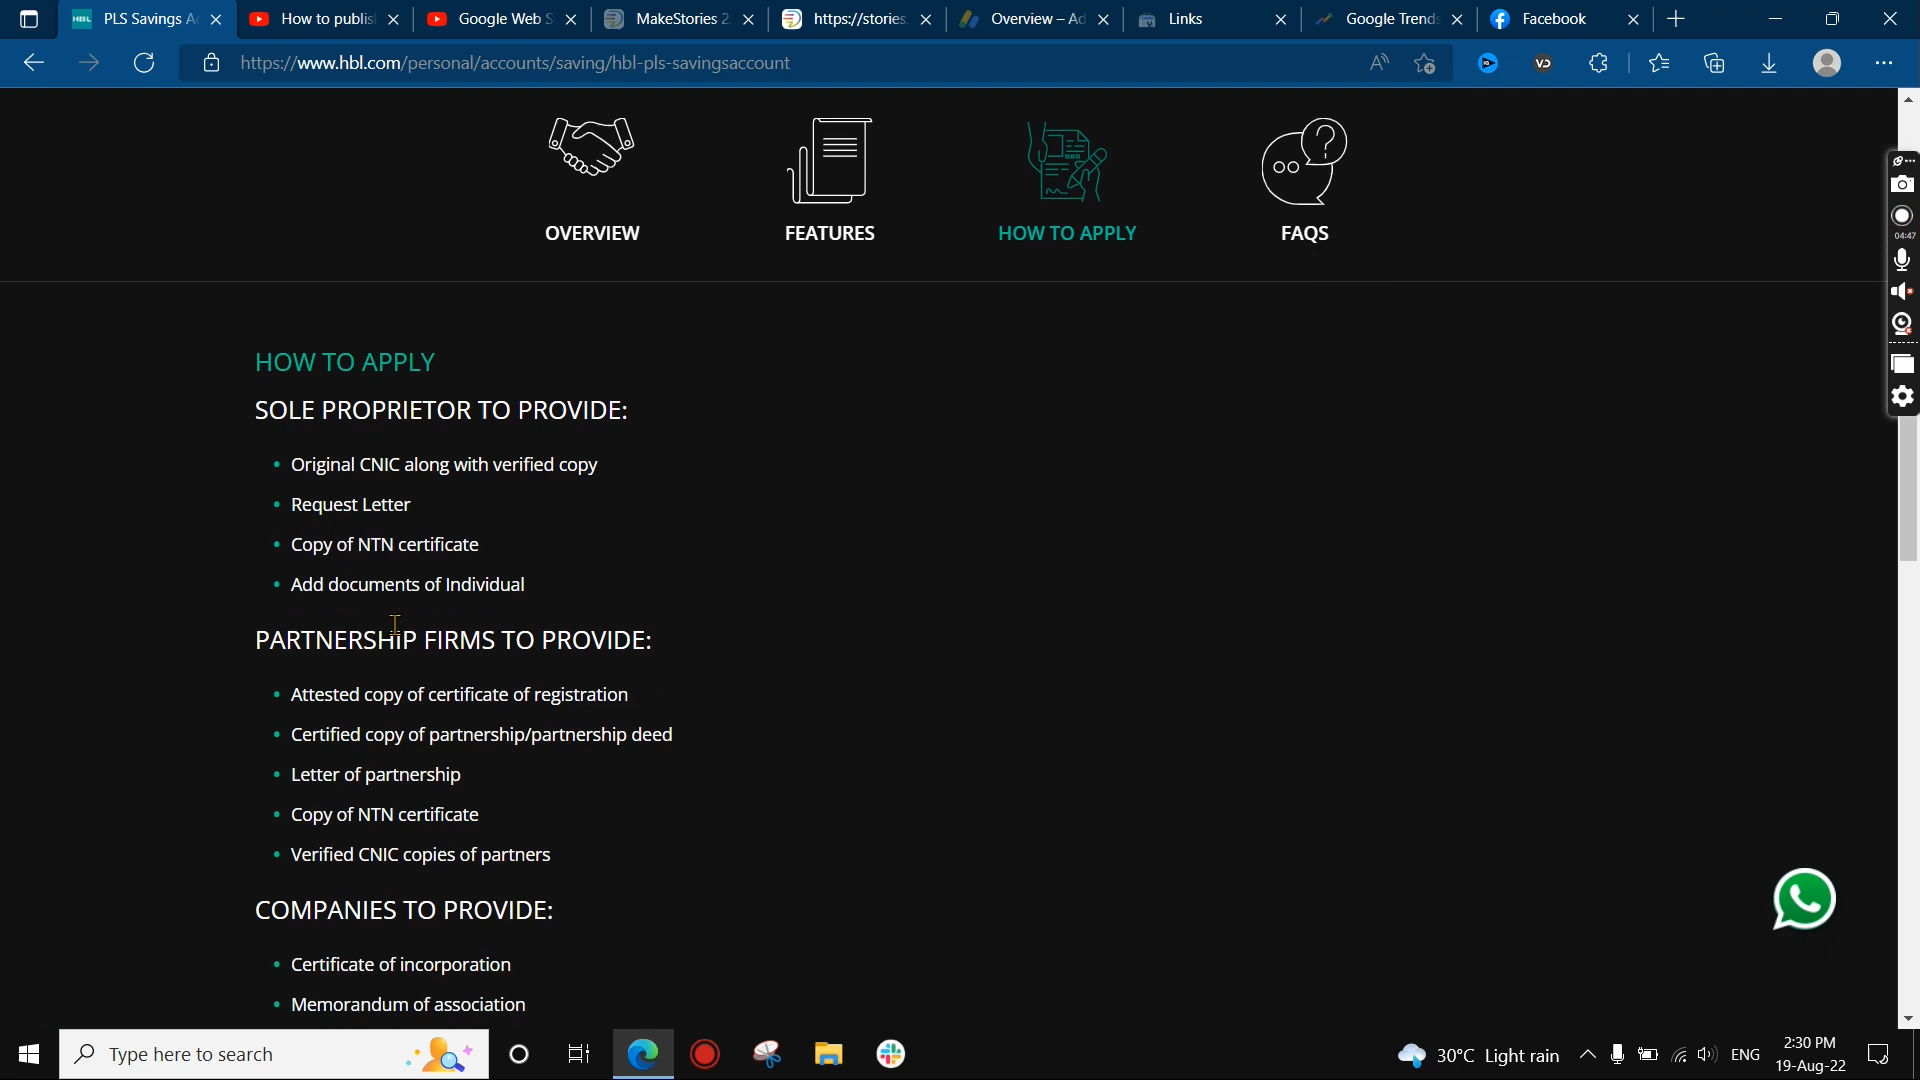 HBL PLS Savings A
How to publis
Google Web S
MakeStories 2
https://stories.
Overview – Ad
Links
Google Trends
Facebook
https://www.hbl.com/personal/accounts/saving/hbl-pls-savingsaccount
VD
OVERVIEW
FEATURES
HOW TO APPLY
FAQS
04:47
HOW TO APPLY
SOLE PROPRIETOR TO PROVIDE:
• Original CNIC along with verified copy
• Request Letter
• Copy of NTN certificate
• Add documents of Individual
PARTNERSHIP FIRMS TO PROVIDE:
• Attested copy of certificate of registration
• Certified copy of partnership/partnership deed
• Letter of partnership
• Copy of NTN certificate
• Verified CNIC copies of partners
COMPANIES TO PROVIDE:
• Certificate of incorporation
• Memorandum of association
Type here to search
30°C Light rain
ENG
2:30 PM
19-Aug-22